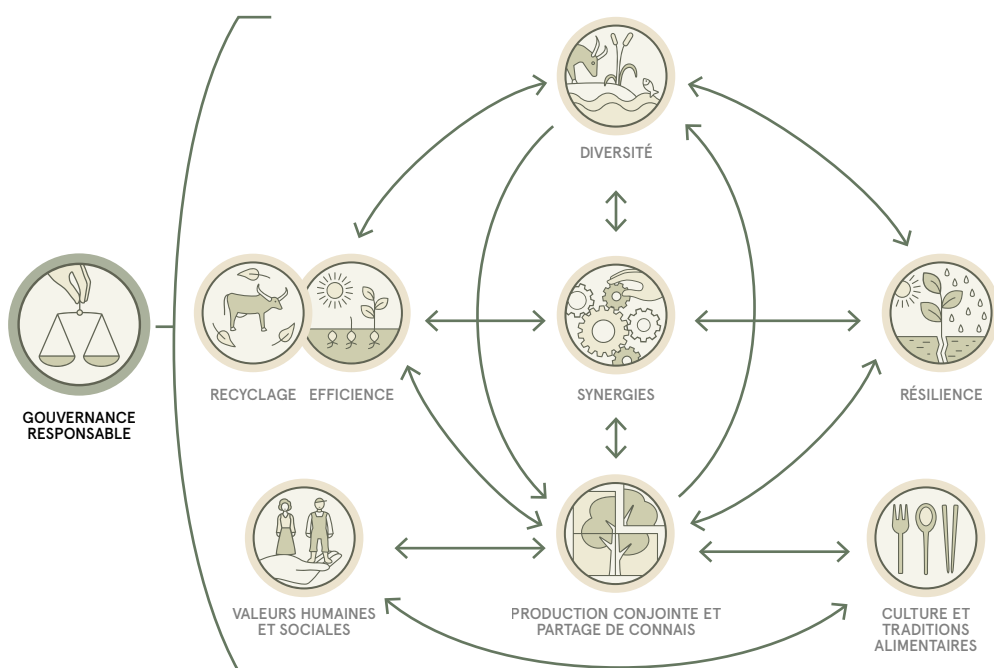 DIVERSITÉ
RECYCLAGE
EFFICIENCE
SYNERGIES
RÉSILIENCE
GOUVERNANCE
RESPONSABLE
VALEURS HUMAINES
ET SOCIALES
PRODUCTION CONJOINTE ET
PARTAGE DE CONNAIS
CULTURE ET
TRADITIONS
ALIMENTAIRES